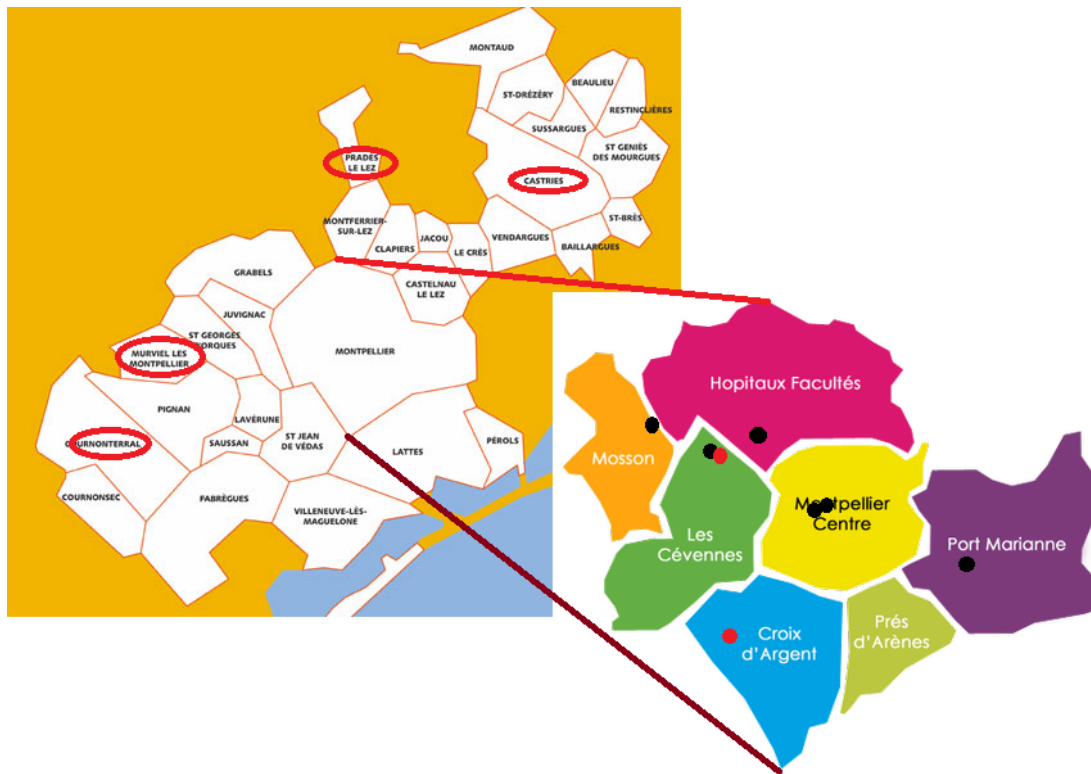 MONTAUD
ST-DRÉZÉRY
BEAULIEU
RESTINCLIÈRES
SUSSARGUES
ST GENIÈS
DES MOURGUES
PRADES
LE LEZ
CASTRIES
ST-BRÈS
MONTFERRIER-
SUR-LEZ
CLAPIERS
JACOU
LE CRÈS
VENDARGUES
BAILLARGUES
GRABELS
CASTELNAU
LE LEZ
JUVIGNAC
ST GEORGES
D'ORQUES
MURVIEL LES
MONTPELLIER
MONTPELLIER
PIGNAN
LAVÉRUNE
COURNONTERRAL
SAUSSAN
ST JEAN
DE VÉDAS
LATTES
PÉROLS
COURNONSEC
FABRÈGUES
VILLENEUVE-LÈS-
MAGUELONE
Hopitaux Facultés
Mosson
Montpellier
Centre
Les
Cévennes
Port Marianne
Croix
d'Argent
Prés
d'Arènes